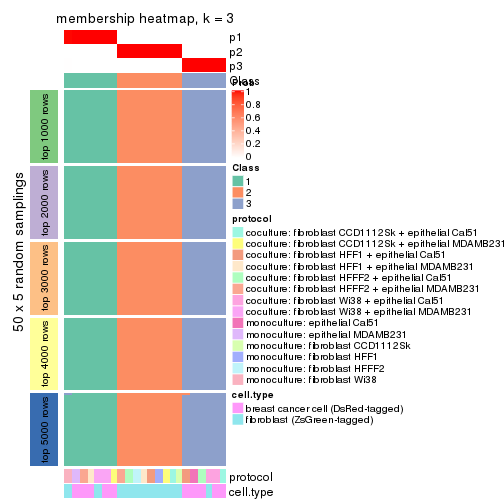 membership heatmap, k = 3
p1
p2
p3
Class
Prob
1
0.8
0.6
0.4
0.2
0
Class
1
2
3
protocol
coculture: fibroblast CCD1112Sk + epithelial Cal51
coculture: fibroblast CCD1112Sk + epithelial MDAMB231
coculture: fibroblast HFF1 + epithelial Cal51
coculture: fibroblast HFF1 + epithelial MDAMB231
coculture: fibroblast HFFF2 + epithelial Cal51
coculture: fibroblast HFFF2 + epithelial MDAMB231
coculture: fibroblast Wi38 + epithelial Cal51
coculture: fibroblast Wi38 + epithelial MDAMB231
monoculture: epithelial Cal51
monoculture: epithelial MDAMB231
monoculture: fibroblast CCD1112Sk
monoculture: fibroblast HFF1
monoculture: fibroblast HFFF2
monoculture: fibroblast Wi38
cell.type
breast cancer cell (DsRed-tagged)
fibroblast (ZsGreen-tagged)
50 x 5 random samplings
top 1000 rows
top 2000 rows
top 3000 rows
top 4000 rows
top 5000 rows
protocol
cell.type